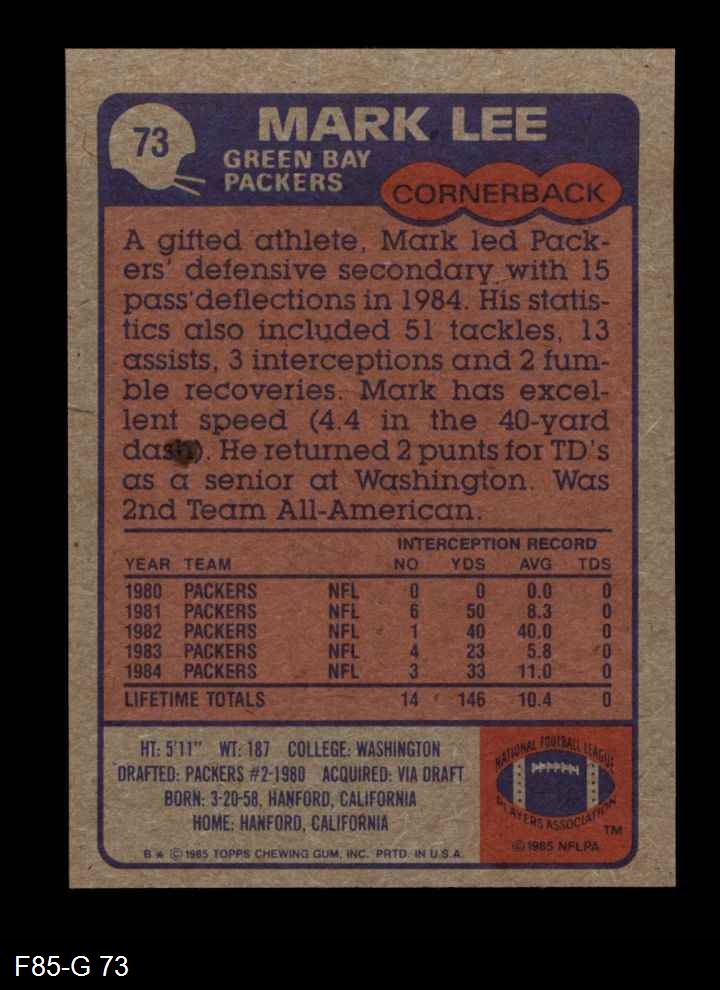 73
MARK LEE
GREEN BAY
PACKERS
CORNERBACK
A gifted athlete, Mark led Pack-
ers' defensive secondary with 15
pass deflections in 1984. His statis-
tics also included 51 tackles, 13
assists, 3 interceptions and 2 fum-
ble recoveries. Mark has excel-
lent speed (4.4 in the 40-yard
dash). He returned 2 punts for TD's
as a senior at Washington. Was
2nd Team All-American.
INTERCEPTION RECORD
YEAR TEAM NO YDS AVG TDS
1980 PACKERS NFL 0 0 0.0 0
1981 PACKERS NFL 6 50 8.3 0
1982 PACKERS NFL 1 40 40.0 0
1983 PACKERS NFL 4 23 5.8 0
1984 PACKERS NFL 3 33 11.0 0
LIFETIME TOTALS 14 146 10.4 0
HT: 5'11" WT: 187 COLLEGE: WASHINGTON
DRAFTED: PACKERS #2-1980 ACQUIRED: VIA DRAFT
BORN: 3-20-58, HANFORD, CALIFORNIA
HOME: HANFORD, CALIFORNIA
B * © 1985 TOPPS CHEWING GUM, INC. PRTD. IN U.S.A.
NATIONAL FOOTBALL LEAGUE
PLAYERS ASSOCIATION
TM
© 1985 NFLPA
F85-G 73